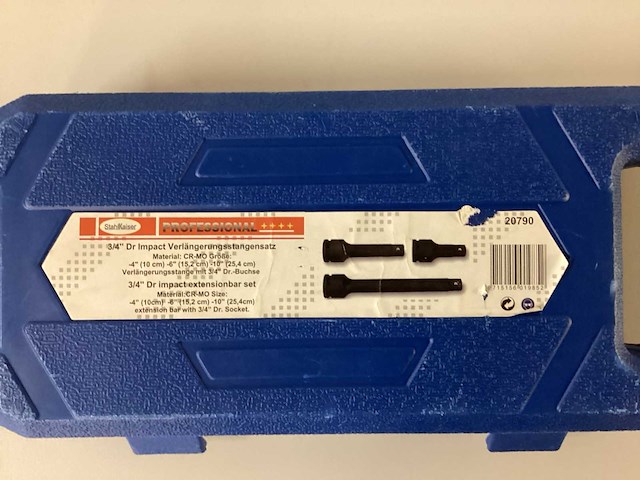 StahlKaiser PROFESSIONAL ++++
20790
3/4" Dr Impact Verlängerungsstangensatz
Material: CR-MO Größe:
-4" (10 cm) -6" (15,2 cm) -10" (25,4 cm)
Verlängerungsstange mit 3/4" Dr.-Buchse
3/4" Dr impact extensionbar set
Material:CR-MO Size:
-4" (10cm) -6" (15,2 cm) -10" (25,4cm)
extension bar with 3/4" Dr. Socket.